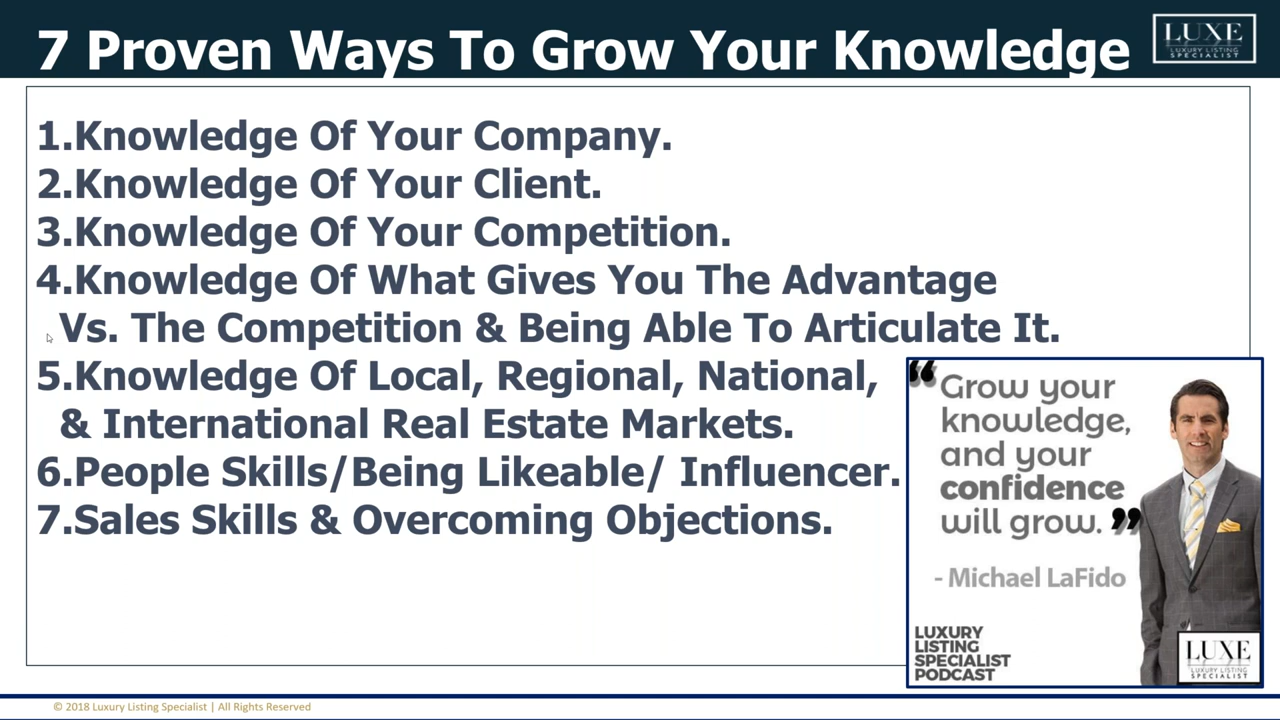 7 Proven Ways To Grow Your Knowledge
LUXE
LUXURY LISTING
SPECIALIST
1.Knowledge Of Your Company.
2.Knowledge Of Your Client.
3.Knowledge Of Your Competition.
4.Knowledge Of What Gives You The Advantage
Vs. The Competition & Being Able To Articulate It.
5.Knowledge Of Local, Regional, National,
& International Real Estate Markets.
6.People Skills/Being Likeable/ Influencer.
7.Sales Skills & Overcoming Objections.
“Grow your
knowledge,
and your
confidence
will grow.”
- Michael LaFido
LUXURY
LISTING
SPECIALIST
PODCAST
LUXE
LUXURY LISTING
SPECIALIST
© 2018 Luxury Listing Specialist | All Rights Reserved